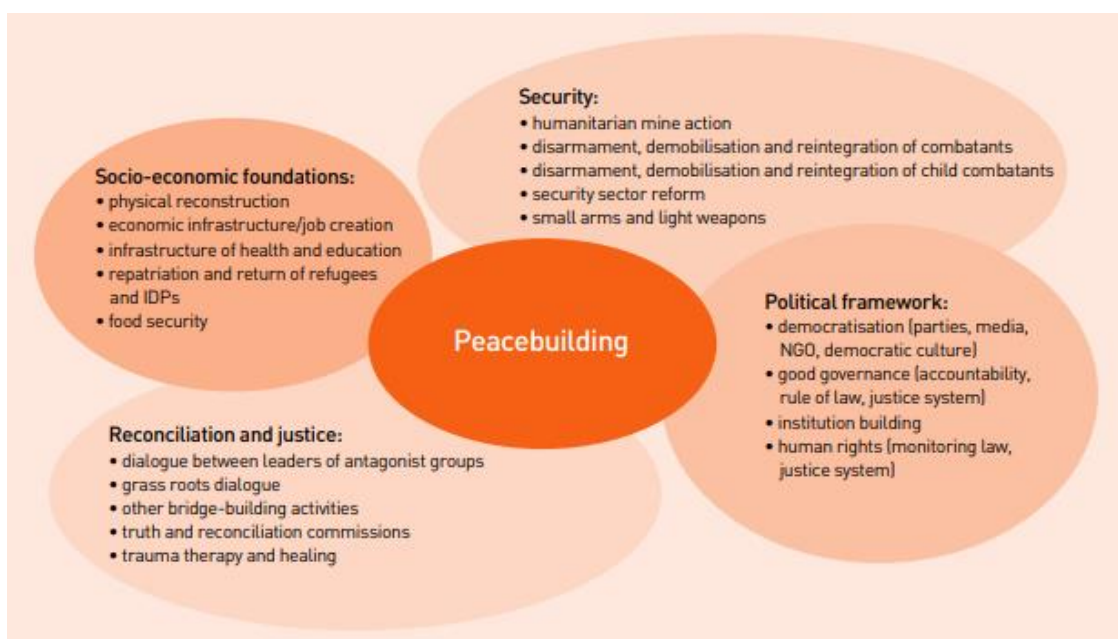 Security:
• humanitarian mine action
• disarmament, demobilisation and reintegration of combatants
• disarmament, demobilisation and reintegration of child combatants
• security sector reform
• small arms and light weapons
Socio-economic foundations:
• physical reconstruction
• economic infrastructure/job creation
• infrastructure of health and education
• repatriation and return of refugees
and IDPs
• food security
Peacebuilding
Political framework:
• democratisation (parties, media,
NGO, democratic culture)
• good governance (accountability,
rule of law, justice system)
• institution building
• human rights (monitoring law,
justice system)
Reconciliation and justice:
• dialogue between leaders of antagonist groups
• grass roots dialogue
• other bridge-building activities
• truth and reconciliation commissions
• trauma therapy and healing